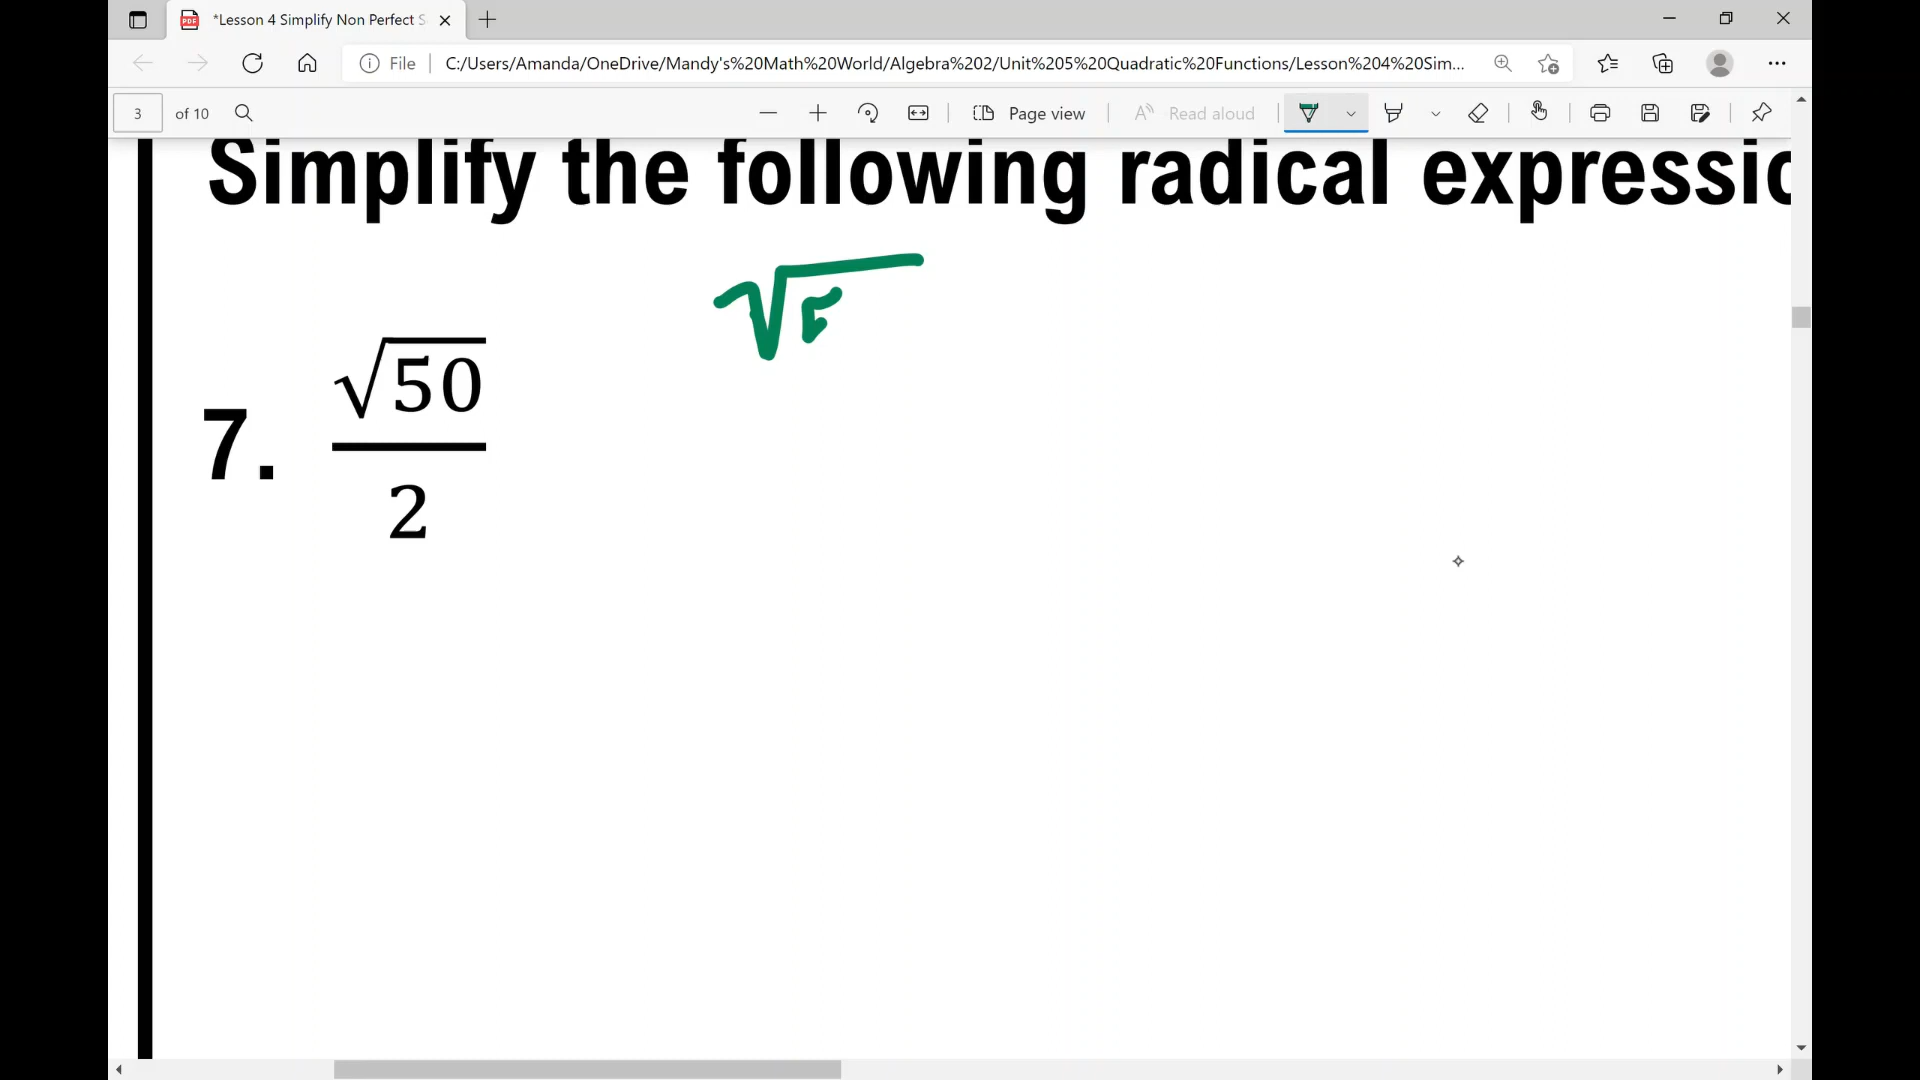 *Lesson 4 Simplify Non Perfect S
File C:/Users/Amanda/OneDrive/Mandy's%20Math%20World/Algebra%202/Unit%205%20Quadratic%20Functions/Lesson%204%20Sim...
3 of 10 Page view Read aloud
Simplify the following radical expressic
√5
7. √50
2